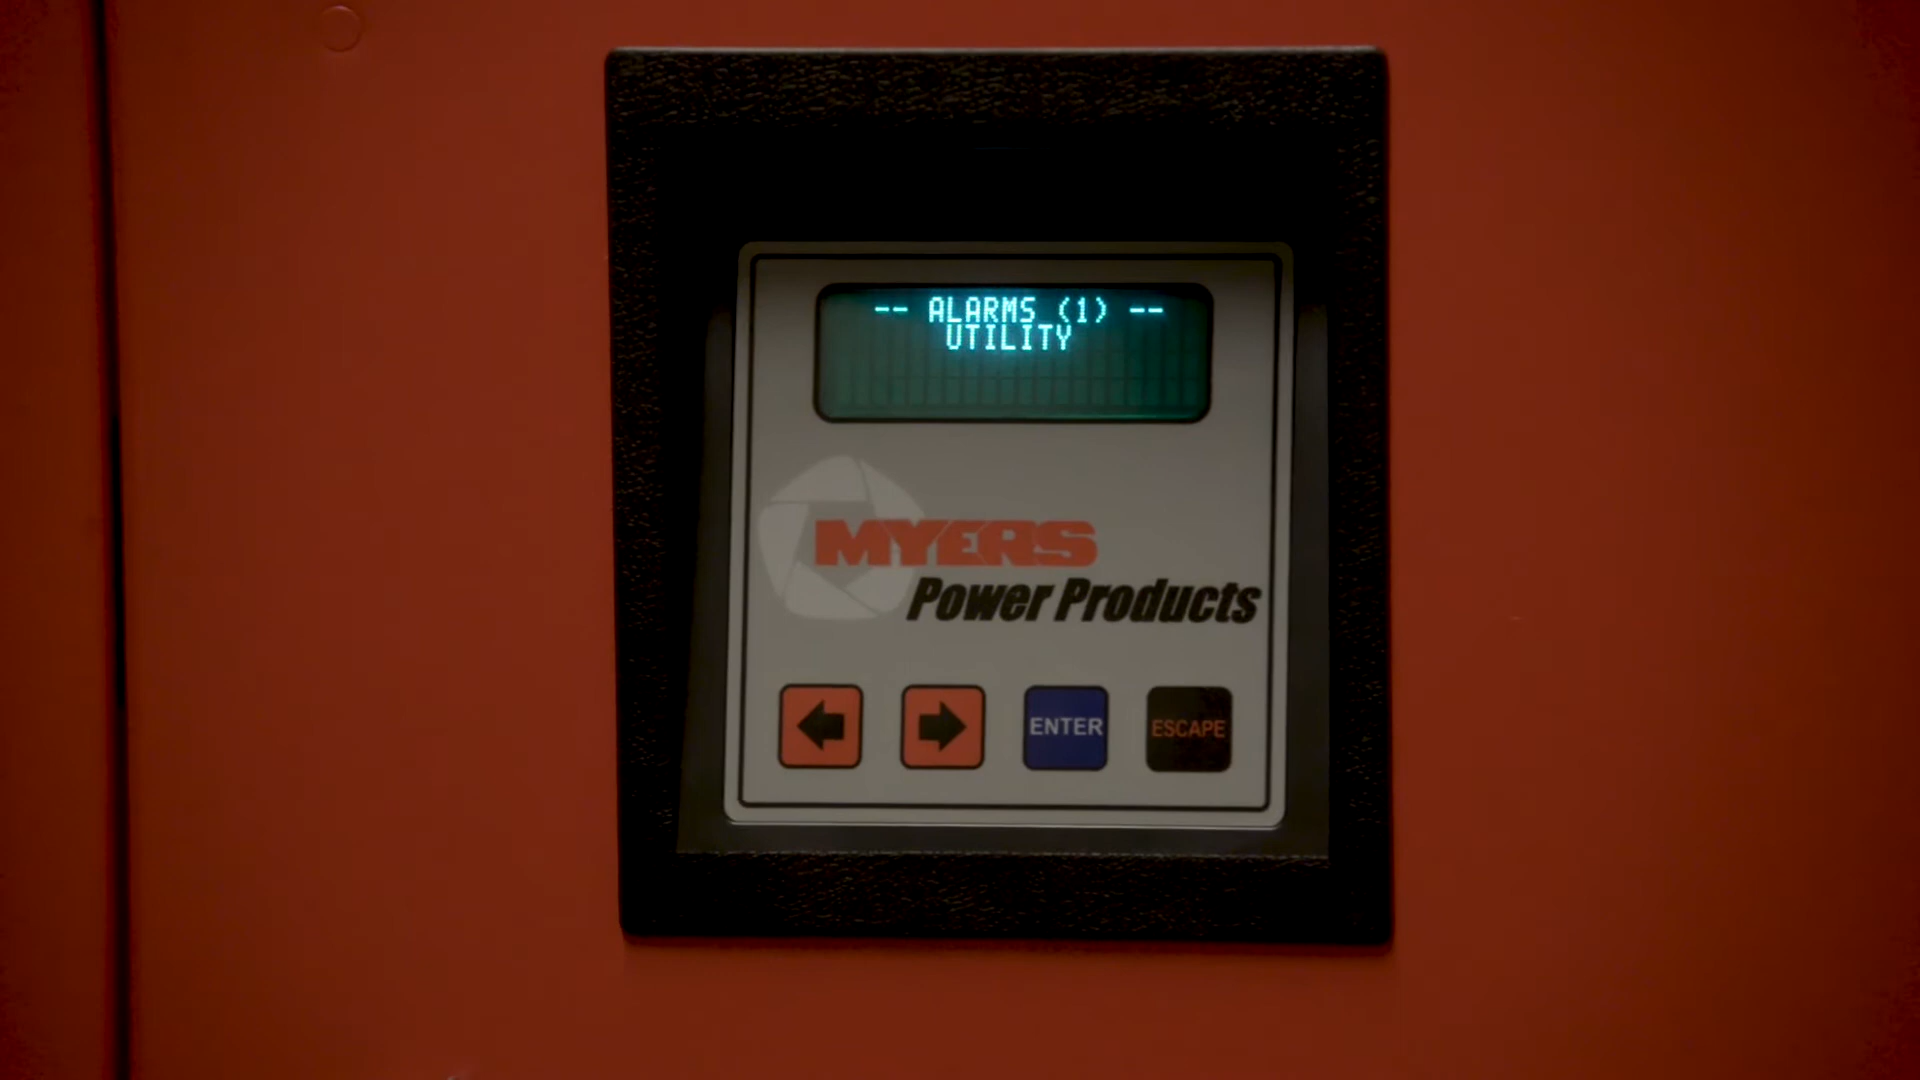 -- ALARMS (1) --
UTILITY
MYERS
Power Products
ENTER
ESCAPE